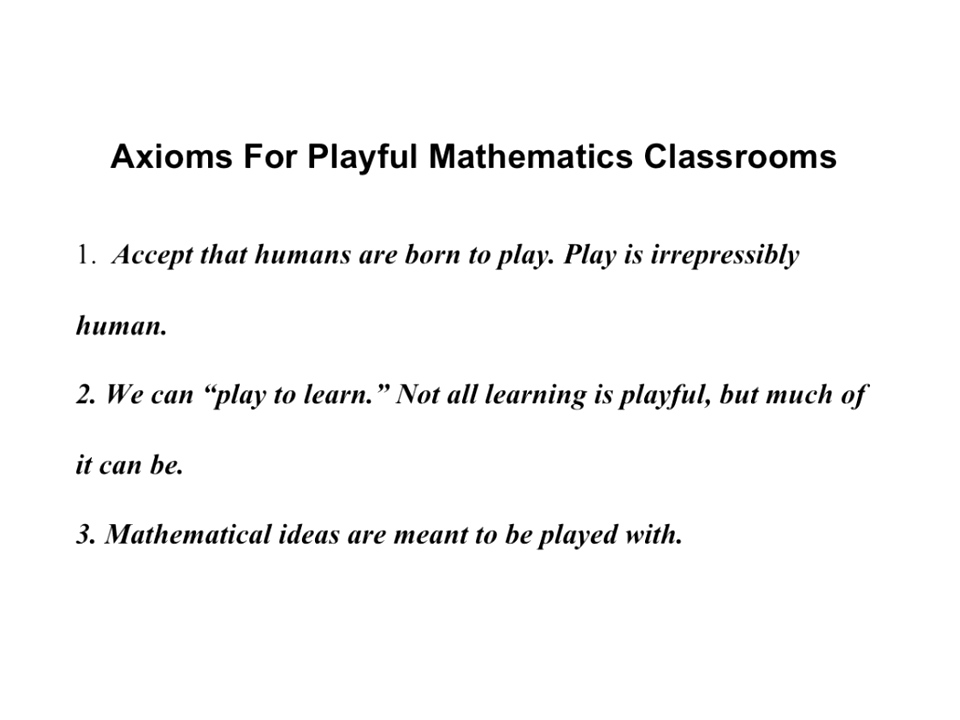 Axioms For Playful Mathematics Classrooms
1. Accept that humans are born to play. Play is irrepressibly
human.
2. We can “play to learn.” Not all learning is playful, but much of
it can be.
3. Mathematical ideas are meant to be played with.